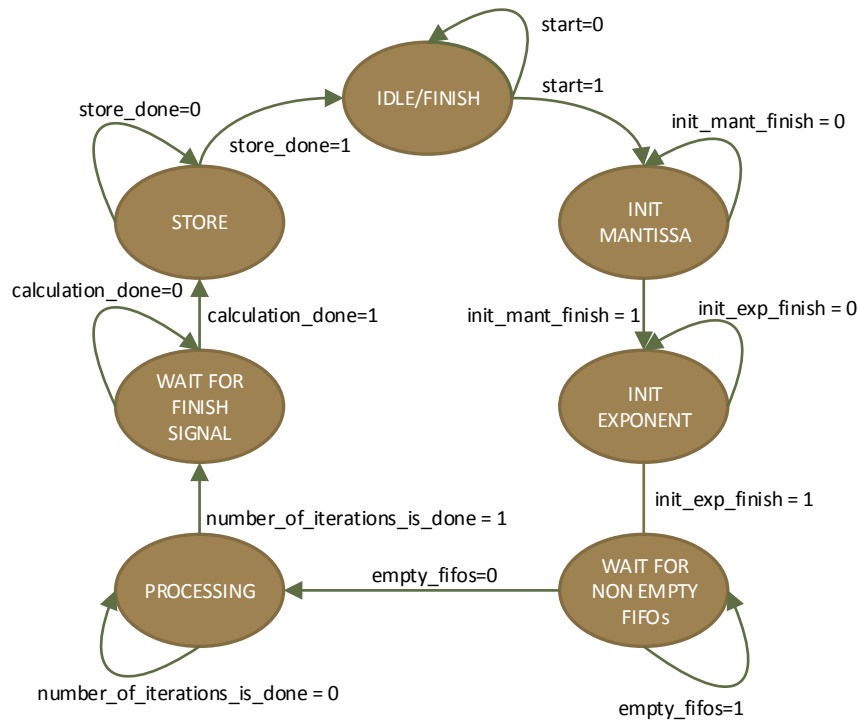 start=0
IDLE/FINISH
start=1
store_done=0
store_done=1
init_mant_finish = 0
STORE
INIT
MANTISSA
calculation_done=0
calculation_done=1
init_mant_finish = 1
init_exp_finish = 0
WAIT FOR
FINISH
SIGNAL
INIT
EXPONENT
init_exp_finish = 1
number_of_iterations_is_done = 1
PROCESSING
empty_fifos=0
WAIT FOR
NON EMPTY
FIFOs
number_of_iterations_is_done = 0
empty_fifos=1